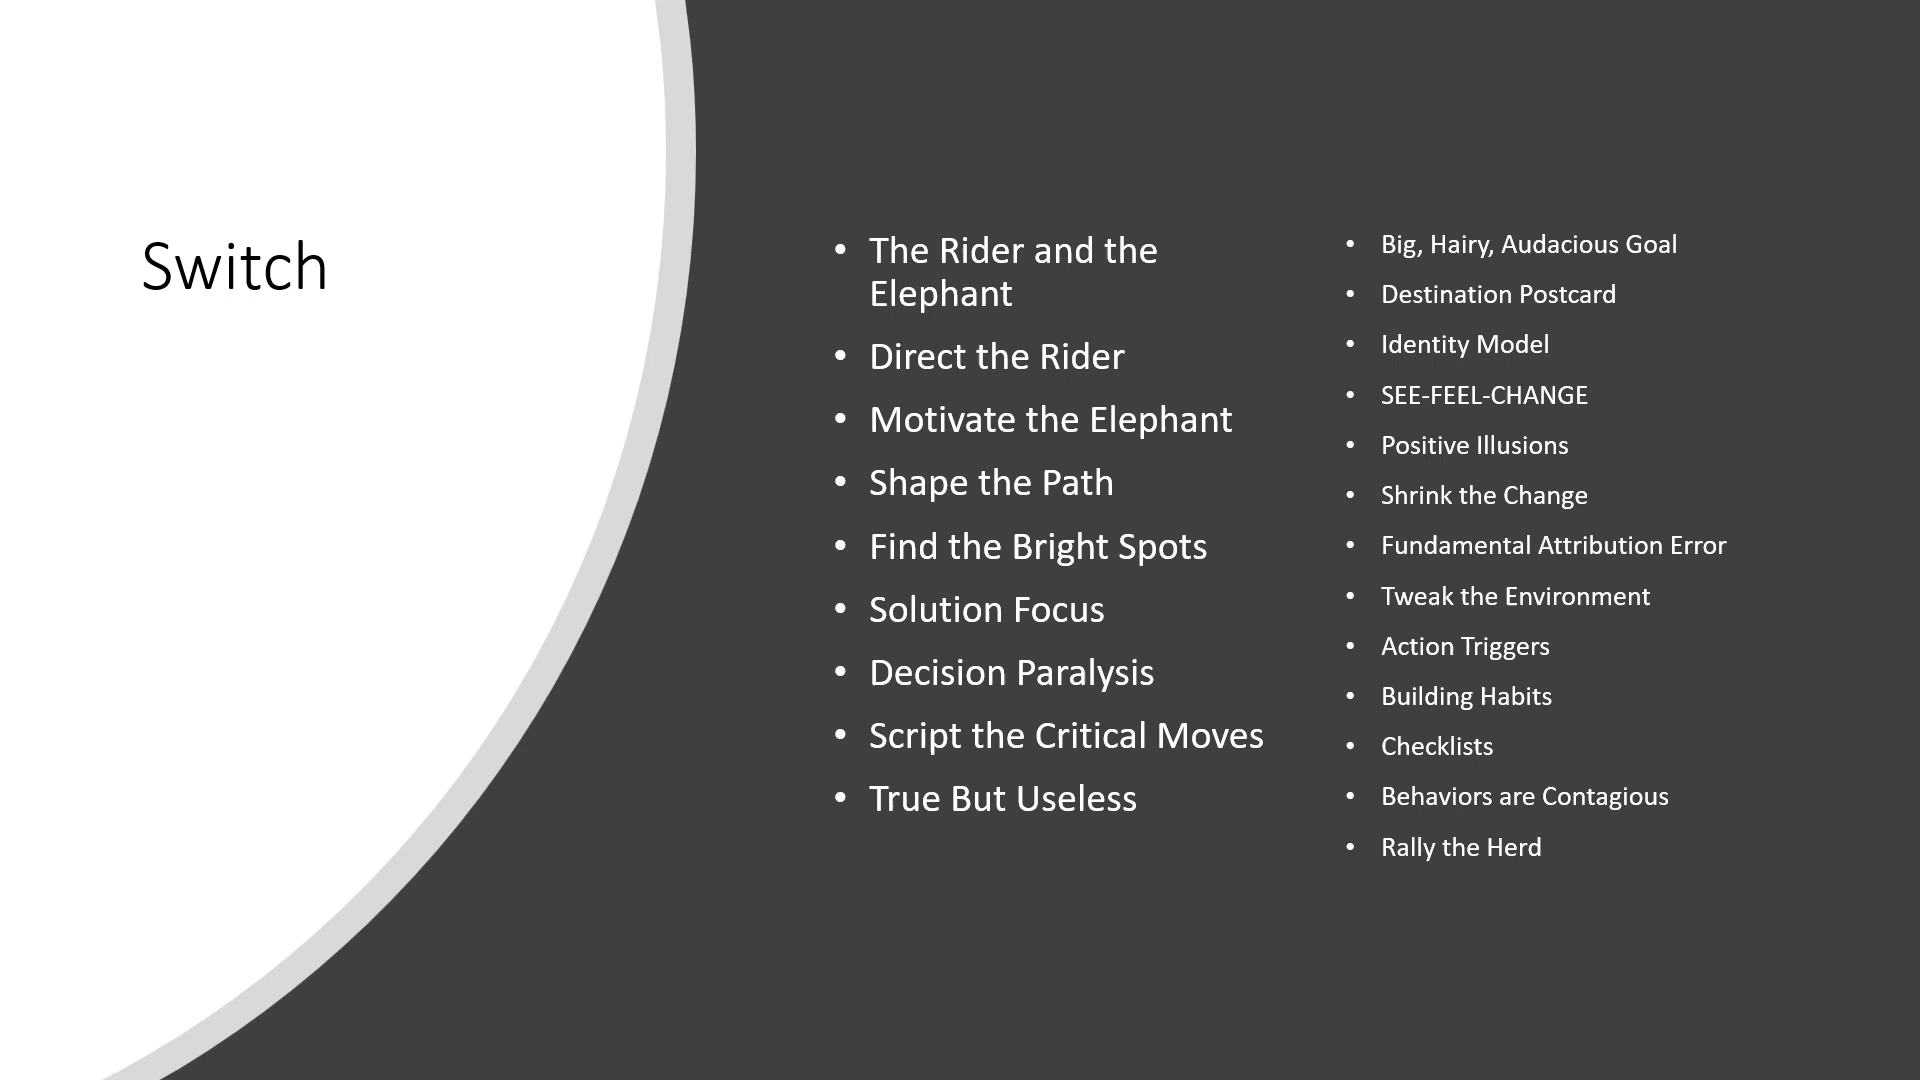 Switch
• The Rider and the
Elephant
• Direct the Rider
• Motivate the Elephant
• Shape the Path
• Find the Bright Spots
• Solution Focus
• Decision Paralysis
• Script the Critical Moves
• True But Useless
• Big, Hairy, Audacious Goal
• Destination Postcard
• Identity Model
• SEE-FEEL-CHANGE
• Positive Illusions
• Shrink the Change
• Fundamental Attribution Error
• Tweak the Environment
• Action Triggers
• Building Habits
• Checklists
• Behaviors are Contagious
• Rally the Herd